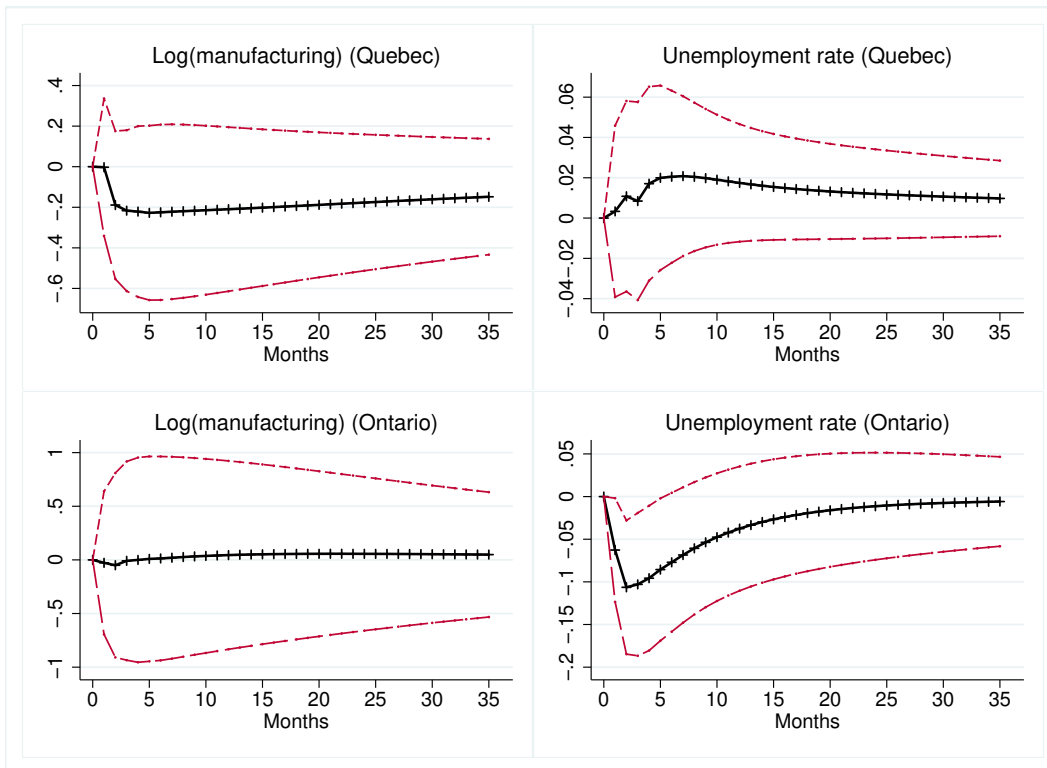 Log(manufacturing) (Quebec)
.4
.2
0
-.2
-.4
-.6
0 5 10 15 20 25 30 35
Months
Unemployment rate (Quebec)
.06
.04
.02
0
-.02
-.04
0 5 10 15 20 25 30 35
Months
Log(manufacturing) (Ontario)
1
.5
0
-.5
-1
0 5 10 15 20 25 30 35
Months
Unemployment rate (Ontario)
.05
0
-.05
-.1
-.15
-.2
0 5 10 15 20 25 30 35
Months